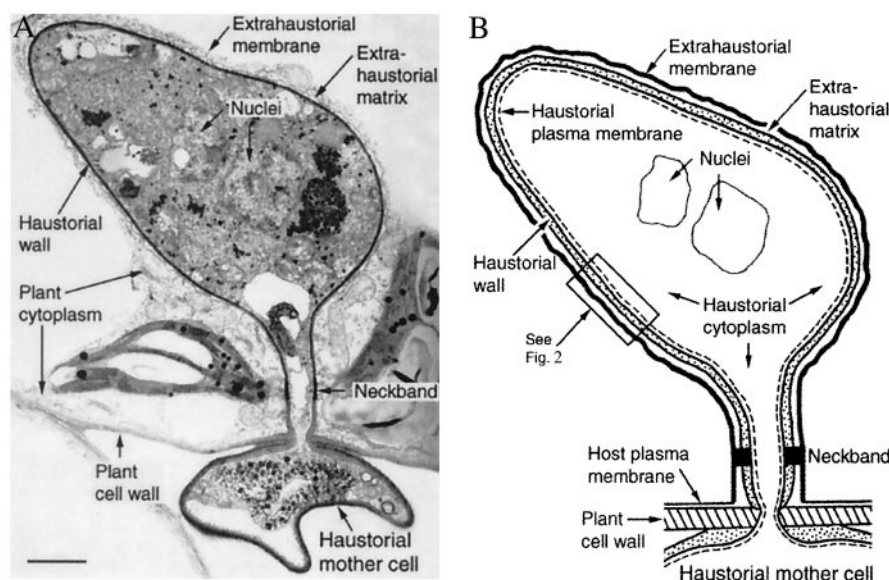 A
Extrahaustorial
membrane
Extra-
haustorial
matrix
Nuclei
Haustorial
wall
Plant
cytoplasm
Neckband
Plant
cell wall
Haustorial
mother cell
B
Extrahaustorial
membrane
Extra-
haustorial
matrix
Haustorial
plasma membrane
Nuclei
Haustorial
wall
Haustorial
cytoplasm
See
Fig. 2
Host plasma
membrane
Neckband
Plant
cell wall
Haustorial mother cell